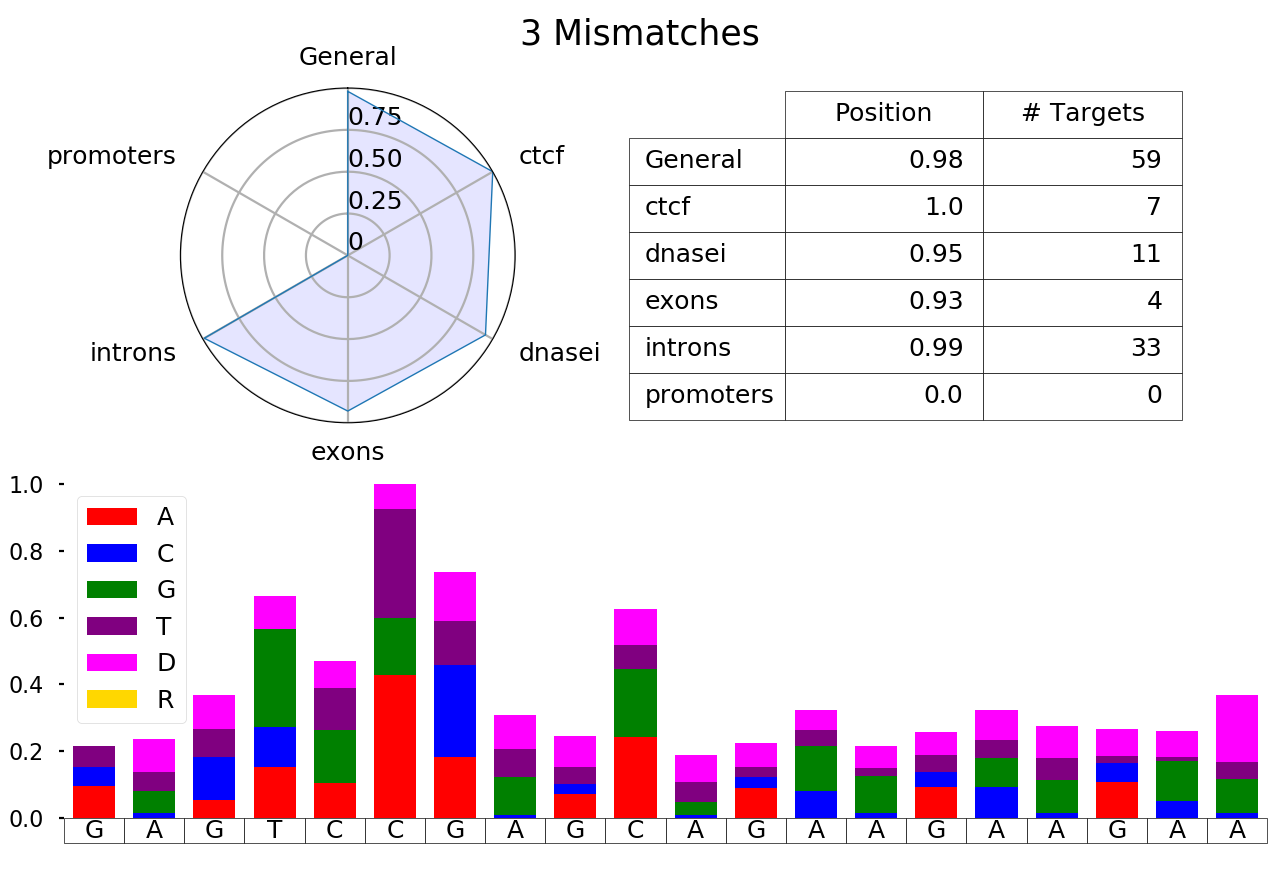 3 Mismatches
General
promoters
ctcf
introns
dnasei
exons
0.75
0.50
0.25
0
Position # Targets
General 0.98 59
ctcf 1.0 7
dnasei 0.95 11
exons 0.93 4
introns 0.99 33
promoters 0.0 0
1.0
0.8
0.6
0.4
0.2
0.0
A
C
G
T
D
R
G A G T C C G A G C A G A A G A A G A A